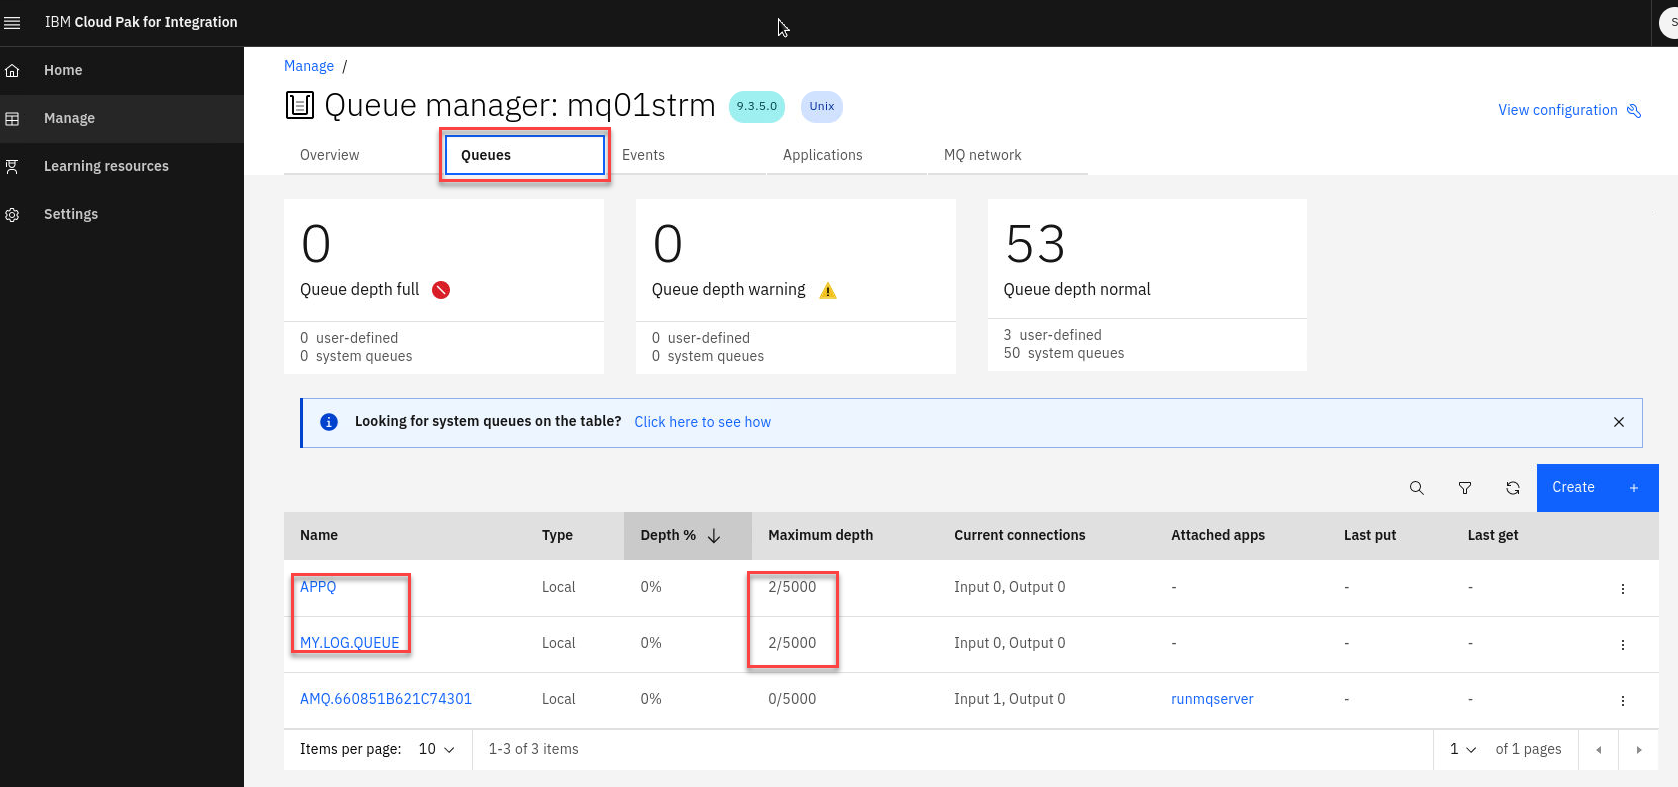 IBM Cloud Pak for Integration
S
Home
Manage
Learning resources
Settings
Manage /
Queue manager: mq01strm 9.3.5.0 Unix
View configuration
Overview Queues Events Applications MQ network
0
Queue depth full
0 user-defined
0 system queues
0
Queue depth warning
0 user-defined
0 system queues
53
Queue depth normal
3 user-defined
50 system queues
Looking for system queues on the table? Click here to see how
Create +
Name Type Depth % Maximum depth Current connections Attached apps Last put Last get
APPQ Local 0% 2/5000 Input 0, Output 0 - - -
MY.LOG.QUEUE Local 0% 2/5000 Input 0, Output 0 - - -
AMQ.660851B621C74301 Local 0% 0/5000 Input 1, Output 0 runmqserver - -
Items per page: 10 1-3 of 3 items 1 of 1 pages